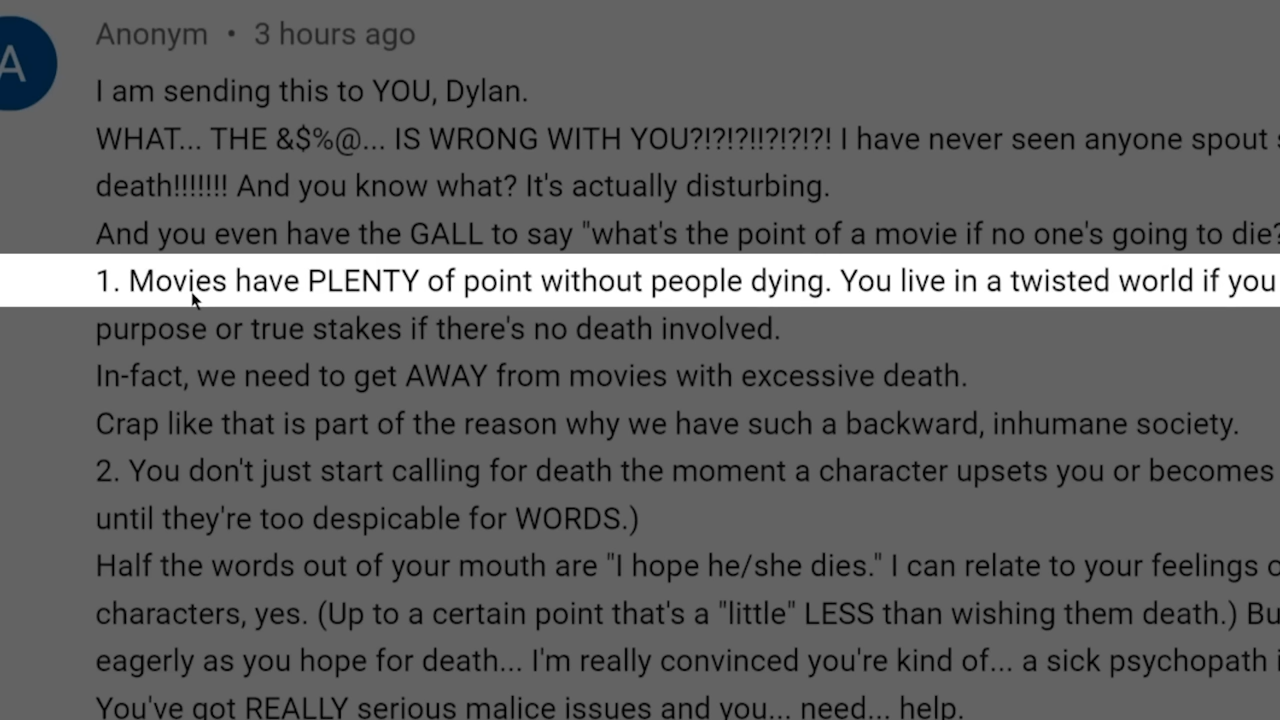 A
Anonym • 3 hours ago
I am sending this to YOU, Dylan.
WHAT... THE &$%@... IS WRONG WITH YOU?!?!?!!?!?!?! I have never seen anyone spout
death!!!!!!! And you know what? It's actually disturbing.
And you even have the GALL to say "what's the point of a movie if no one's going to die?
1. Movies have PLENTY of point without people dying. You live in a twisted world if you
purpose or true stakes if there's no death involved.
In-fact, we need to get AWAY from movies with excessive death.
Crap like that is part of the reason why we have such a backward, inhumane society.
2. You don't just start calling for death the moment a character upsets you or becomes
until they're too despicable for WORDS.)
Half the words out of your mouth are "I hope he/she dies." I can relate to your feelings
characters, yes. (Up to a certain point that's a "little" LESS than wishing them death.) Bu
eagerly as you hope for death... I'm really convinced you're kind of... a sick psychopath
You've got REALLY serious malice issues and you... need... help.